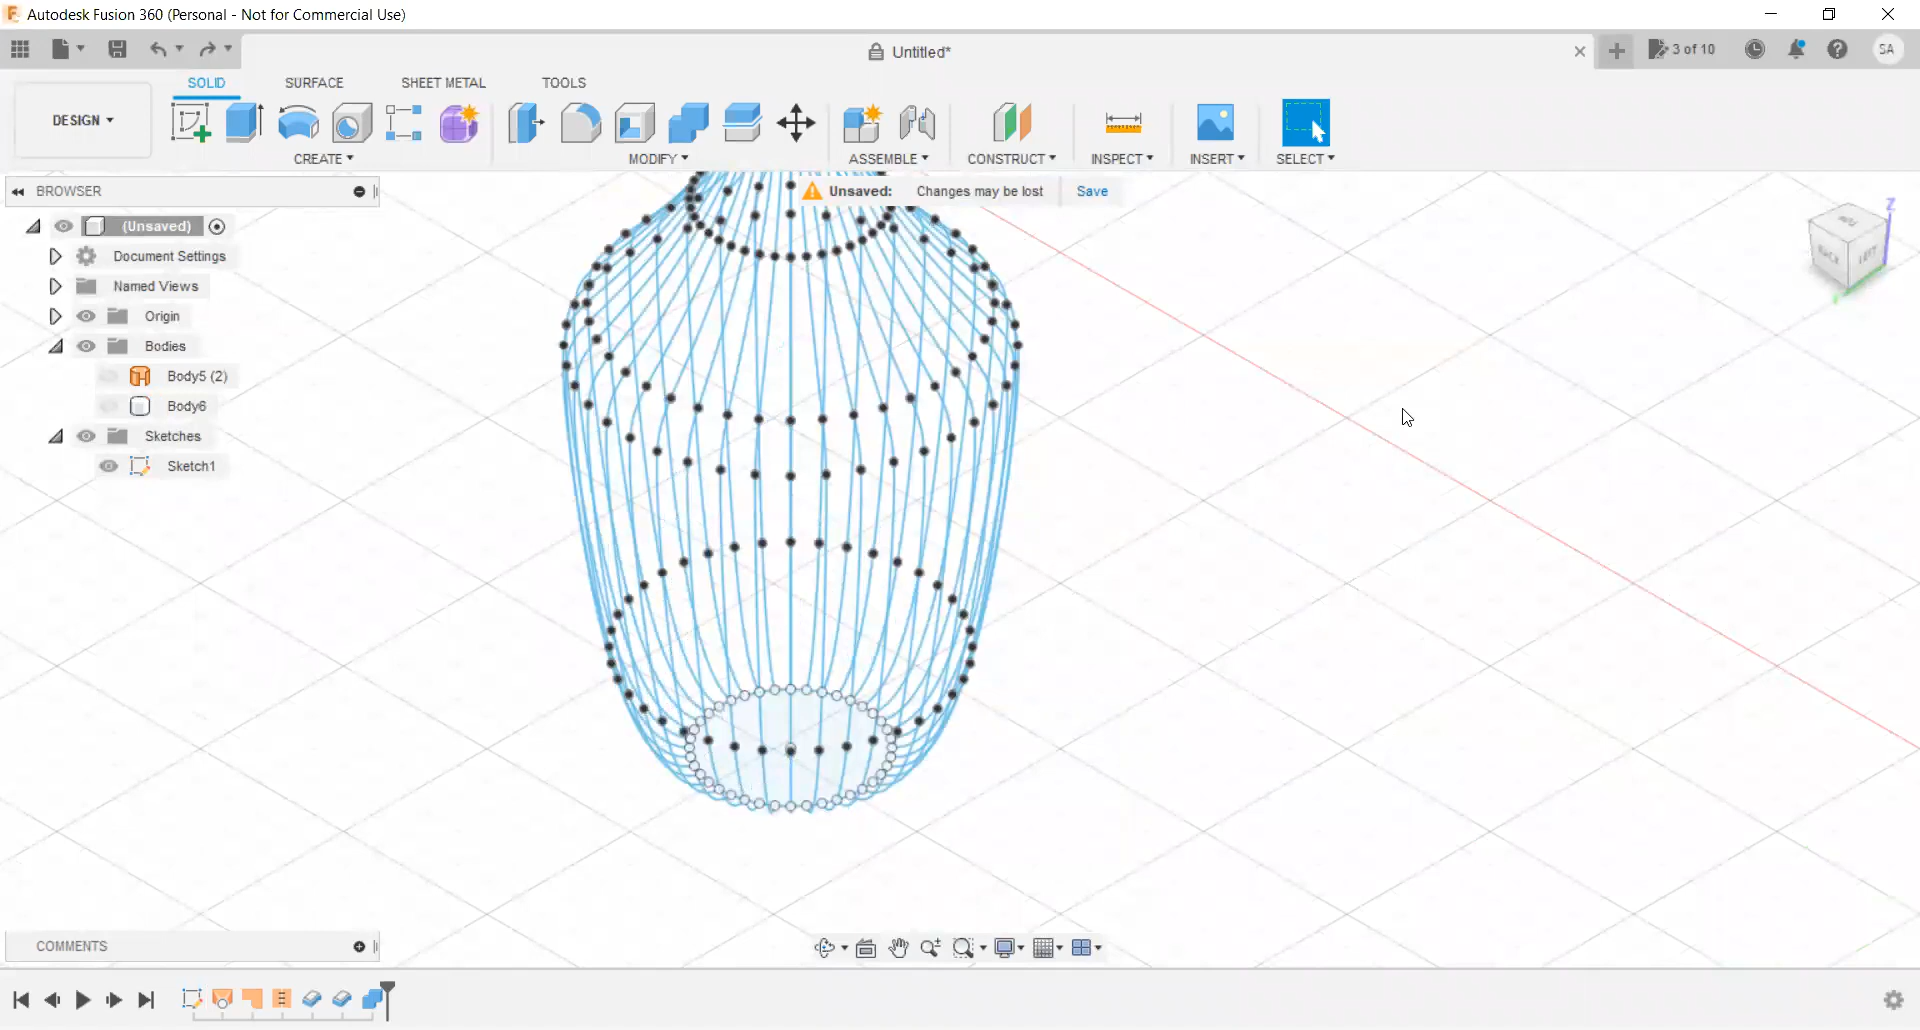 Autodesk Fusion 360 (Personal - Not for Commercial Use)
Untitled*
3 of 10
SA
DESIGN
SOLID
SURFACE
SHEET METAL
TOOLS
CREATE
MODIFY
ASSEMBLE
CONSTRUCT
INSPECT
INSERT
SELECT
BROWSER
Unsaved: Changes may be lost Save
(Unsaved)
Document Settings
Named Views
Origin
Bodies
Body5 (2)
Body6
Sketches
Sketch1
Z
BACK
LEFT
COMMENTS